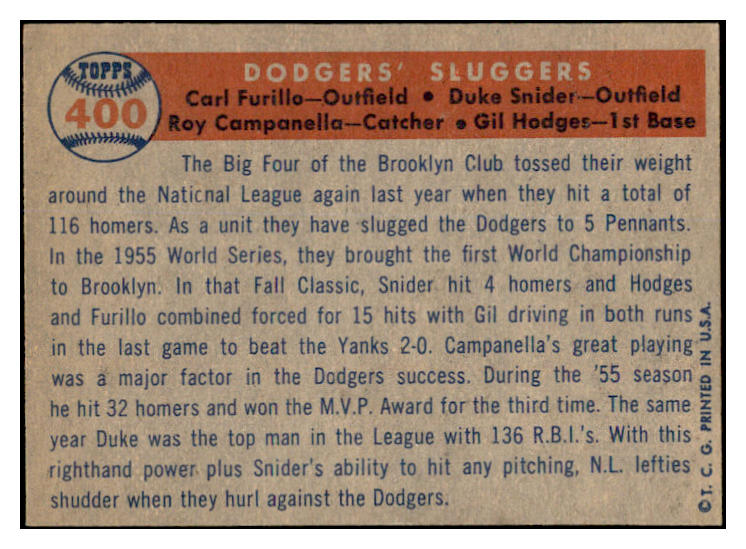 TOPPS
400
DODGERS' SLUGGERS
Carl Furillo—Outfield • Duke Snider—Outfield
Roy Campanella—Catcher • Gil Hodges—1st Base
The Big Four of the Brooklyn Club tossed their weight
around the National League again last year when they hit a total of
116 homers. As a unit they have slugged the Dodgers to 5 Pennants.
In the 1955 World Series, they brought the first World Championship
to Brooklyn. In that Fall Classic, Snider hit 4 homers and Hodges
and Furillo combined forced for 15 hits with Gil driving in both runs
in the last game to beat the Yanks 2-0. Campanella's great playing
was a major factor in the Dodgers success. During the '55 season
he hit 32 homers and won the M.V.P. Award for the third time. The same
year Duke was the top man in the League with 136 R.B.I.'s. With this
righthand power plus Snider's ability to hit any pitching, N.L. lefties
shudder when they hurl against the Dodgers.
© T. C. G. PRINTED IN U.S.A.